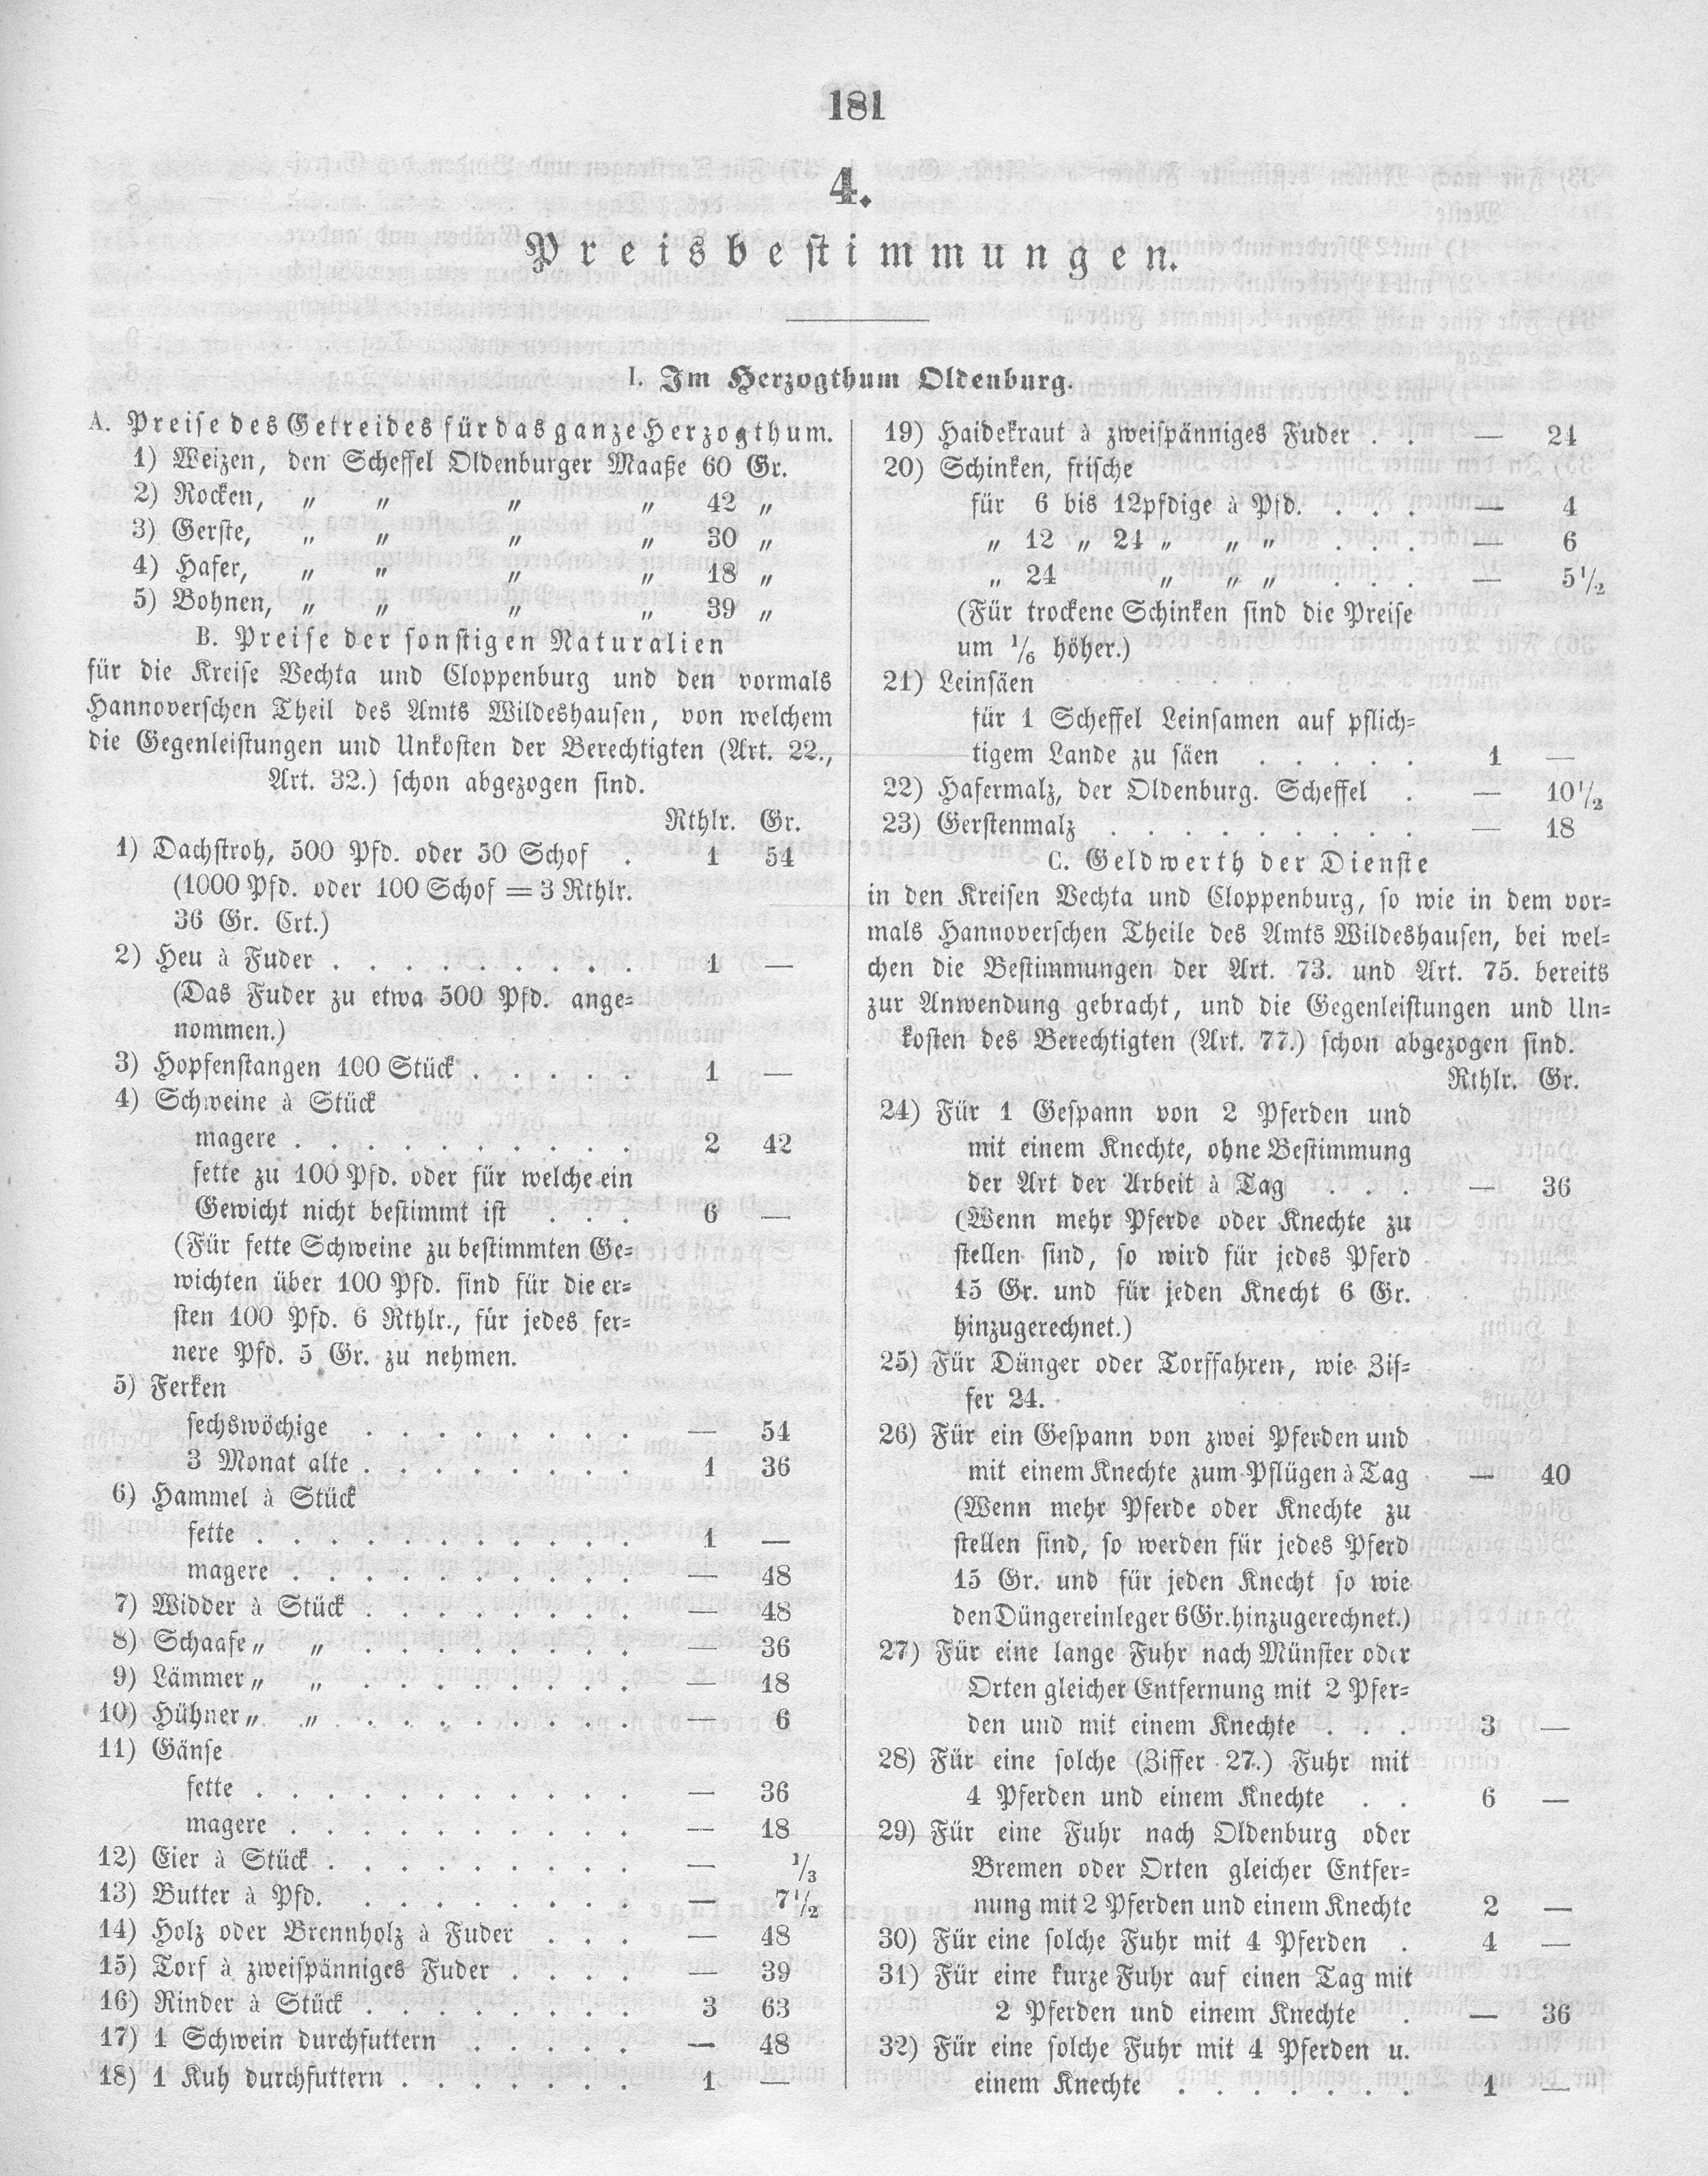 181
4.
Preisbestimmungen.
I. Im Herzogthum Oldenburg.
A. Preise des Getreides für das ganze Herzogthum.
1) Weizen, den Scheffel Oldenburger Maaße 60 Gr.
2) Rocken, „ „ „ „ 42 „
3) Gerste, „ „ „ „ 30 „
4) Hafer, „ „ „ „ 18 „
5) Bohnen, „ „ „ „ 39 „
B. Preise der sonstigen Naturalien
für die Kreise Vechta und Cloppenburg und den vormals
Hannoverschen Theil des Amts Wildeshausen, von welchem
die Gegenleistungen und Unkosten der Berechtigten (Art. 22.,
Art. 32.) schon abgezogen sind.
Rthlr. Gr.
1) Dachstroh, 500 Pfd. oder 50 Schof . 1 54
(1000 Pfd. oder 100 Schof = 3 Rthlr.
36 Gr. Crt.)
2) Heu à Fuder . . . . . . . . . 1 —
(Das Fuder zu etwa 500 Pfd. ange=
nommen.)
3) Hopfenstangen 100 Stück . . . . . 1 —
4) Schweine à Stück
magere . . . . . . . . . . 2 42
fette zu 100 Pfd. oder für welche ein
Gewicht nicht bestimmt ist . . . 6 —
(Für fette Schweine zu bestimmten Ge=
wichten über 100 Pfd. sind für die er=
sten 100 Pfd. 6 Rthlr., für jedes fer=
nere Pfd. 5 Gr. zu nehmen.
5) Ferken
sechswöchige . . . . . . . . — 54
3 Monat alte . . . . . . . . 1 36
6) Hammel à Stück
fette . . . . . . . . . . . 1 —
magere . . . . . . . . . . — 48
7) Widder à Stück . . . . . . . . — 48
8) Schaafe „ „ . . . . . . . . — 36
9) Lämmer „ „ . . . . . . . . — 18
10) Hühner „ „ . . . . . . . . — 6
11) Gänse
fette . . . . . . . . . . . — 36
magere . . . . . . . . . . — 18
12) Eier à Stück . . . . . . . . . — 1/3
13) Butter à Pfd. . . . . . . . . . — 7 1/2
14) Holz oder Brennholz à Fuder . . . — 48
15) Torf à zweispänniges Fuder . . . . — 39
16) Rinder à Stück . . . . . . . . 3 63
17) 1 Schwein durchfuttern . . . . . — 48
18) 1 Kuh durchfuttern . . . . . . . 1 —
19) Haidekraut à zweispänniges Fuder . . — 24
20) Schinken, frische
für 6 bis 12pfdige à Pfd. . . . — 4
„ 12 „ 24 „ „ „ . . . — 6
„ 24 „ „ „ . . . — 5 1/2
(Für trockene Schinken sind die Preise
um 1/6 höher.)
21) Leinsäen
für 1 Scheffel Leinsamen auf pflich=
tigem Lande zu säen . . . . . 1 —
22) Hafermalz, der Oldenburg. Scheffel . — 10 1/2
23) Gerstenmalz . . . . . . . . . — 18
C. Geldwerth der Dienste
in den Kreisen Vechta und Cloppenburg, so wie in dem vor=
mals Hannoverschen Theile des Amts Wildeshausen, bei wel=
chen die Bestimmungen der Art. 73. und Art. 75. bereits
zur Anwendung gebracht, und die Gegenleistungen und Un=
kosten des Berechtigten (Art. 77.) schon abgezogen sind.
Rthlr. Gr.
24) Für 1 Gespann von 2 Pferden und
mit einem Knechte, ohne Bestimmung
der Art der Arbeit à Tag . . . — 36
(Wenn mehr Pferde oder Knechte zu
stellen sind, so wird für jedes Pferd
15 Gr. und für jeden Knecht 6 Gr.
hinzugerechnet.)
25) Für Dünger oder Torffahren, wie Zif=
fer 24.
26) Für ein Gespann von zwei Pferden und
mit einem Knechte zum Pflügen à Tag — 40
(Wenn mehr Pferde oder Knechte zu
stellen sind, so werden für jedes Pferd
15 Gr. und für jeden Knecht so wie
den Düngereinleger 6 Gr. hinzugerechnet.)
27) Für eine lange Fuhr nach Münster oder
Orten gleicher Entfernung mit 2 Pfer=
den und mit einem Knechte . . . 3 —
28) Für eine solche (Ziffer 27.) Fuhr mit
4 Pferden und einem Knechte . . 6 —
29) Für eine Fuhr nach Oldenburg oder
Bremen oder Orten gleicher Entfer=
nung mit 2 Pferden und einem Knechte 2 —
30) Für eine solche Fuhr mit 4 Pferden . 4 —
31) Für eine kurze Fuhr auf einen Tag mit
2 Pferden und einem Knechte . — 36
32) Für eine solche Fuhr mit 4 Pferden u.
einem Knechte . . . . . . . 1 —